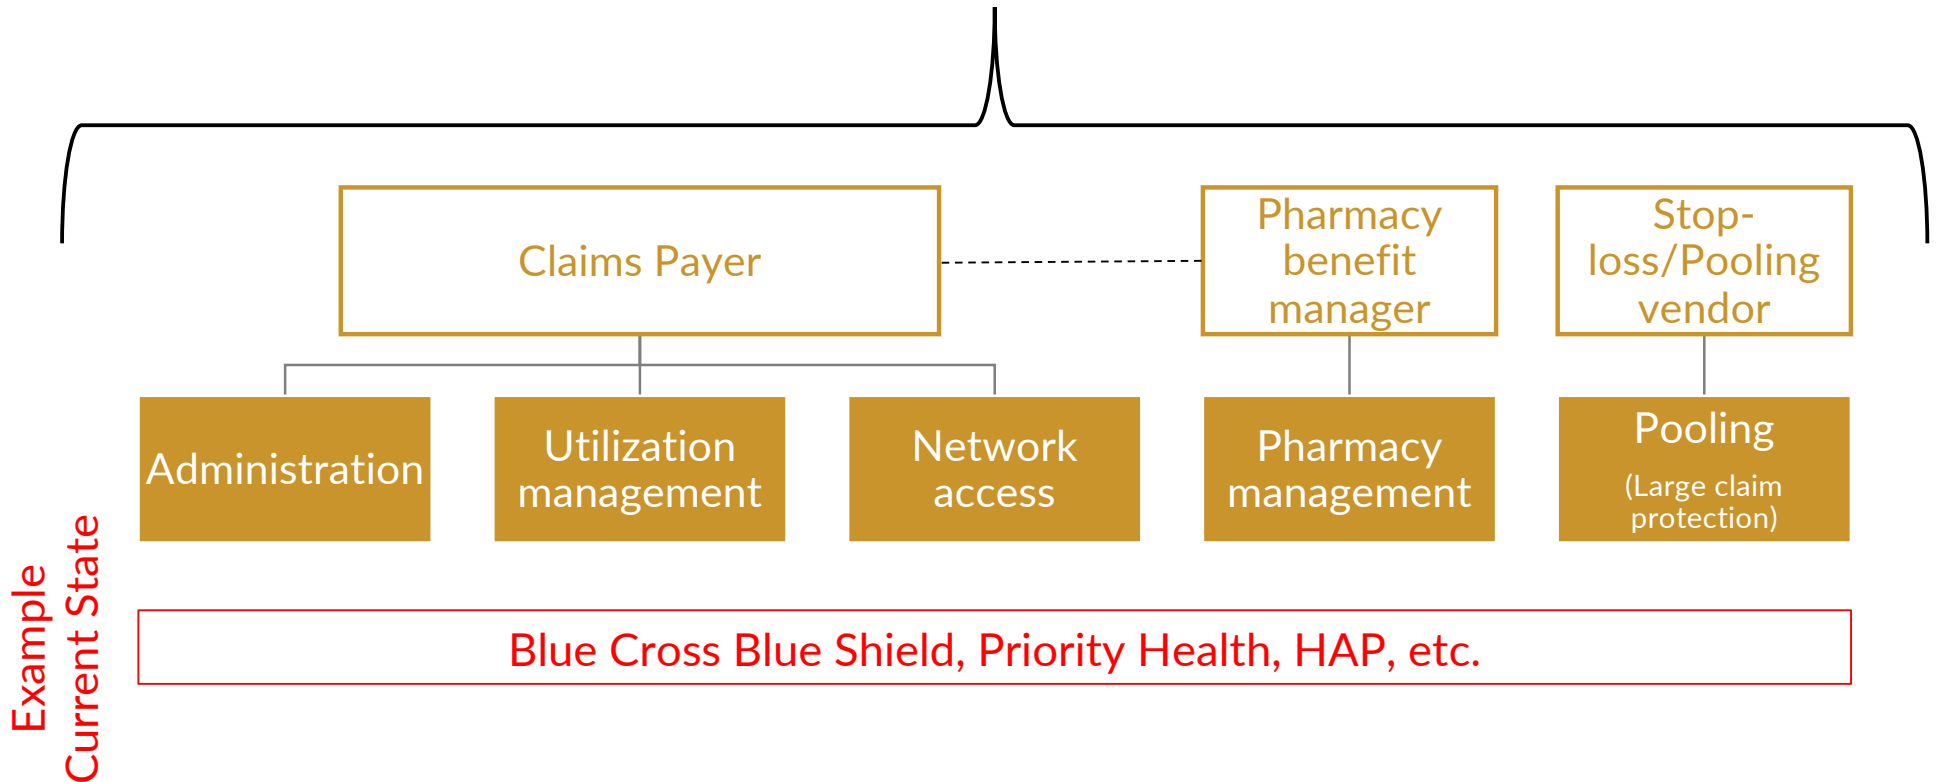 Claims Payer
Pharmacy
benefit
manager
Stop-
loss/Pooling
vendor
Administration
Utilization
management
Network
access
Pharmacy
management
Pooling
(Large claim
protection)
Example
Current State
Blue Cross Blue Shield, Priority Health, HAP, etc.